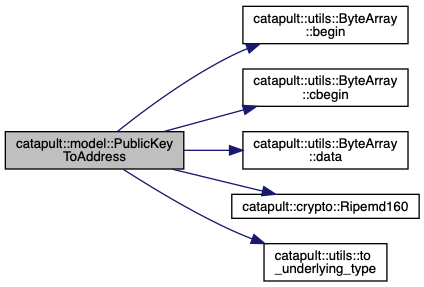 catapult::model::PublicKey
ToAddress
catapult::utils::ByteArray
::begin
catapult::utils::ByteArray
::cbegin
catapult::utils::ByteArray
::data
catapult::crypto::Ripemd160
catapult::utils::to
_underlying_type